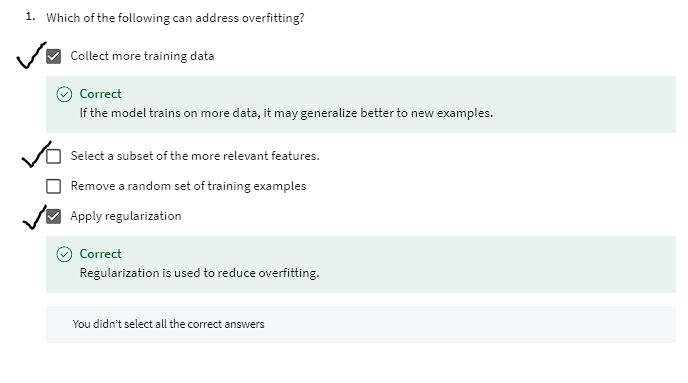 1. Which of the following can address overfitting?
Collect more training data
Correct
If the model trains on more data, it may generalize better to new examples.
Select a subset of the more relevant features.
Remove a random set of training examples
Apply regularization
Correct
Regularization is used to reduce overfitting.
You didn't select all the correct answers